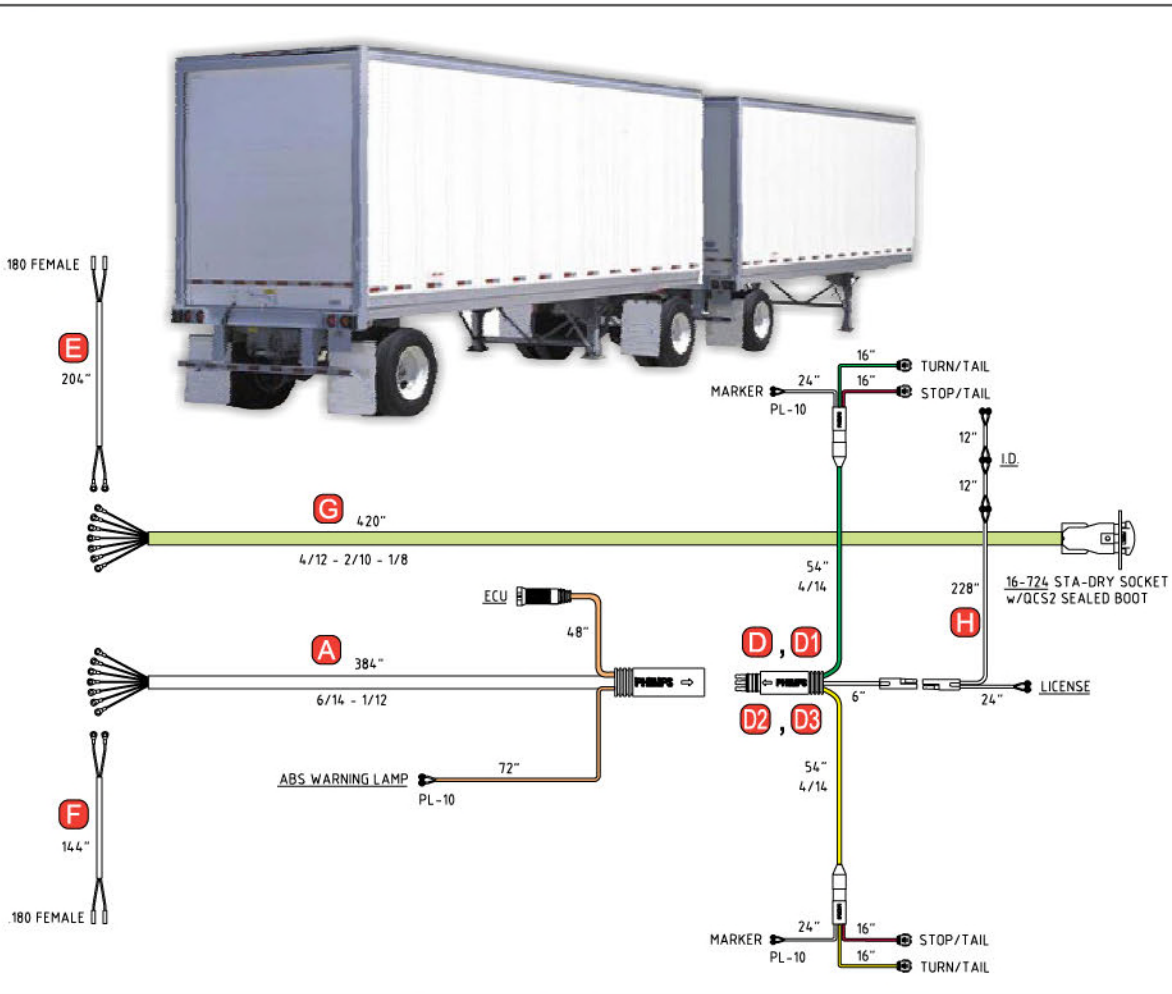 .180 FEMALE
E
204"
16"
TURN/TAIL
MARKER
24"
16"
STOP/TAIL
PL-10
12"
I.D.
12"
G
420"
4/12 - 2/10 - 1/8
54"
4/14
228"
16-724 STA-DRY SOCKET
W/QCS2 SEALED BOOT
H
ECU
48"
A
384"
6/14 - 1/12
PHILLIPS
D , D1
PHILLIPS
D2 , D3
6"
24"
LICENSE
ABS WARNING LAMP
72"
PL-10
54"
4/14
F
144"
.180 FEMALE
MARKER
24"
16"
STOP/TAIL
PL-10
16"
TURN/TAIL